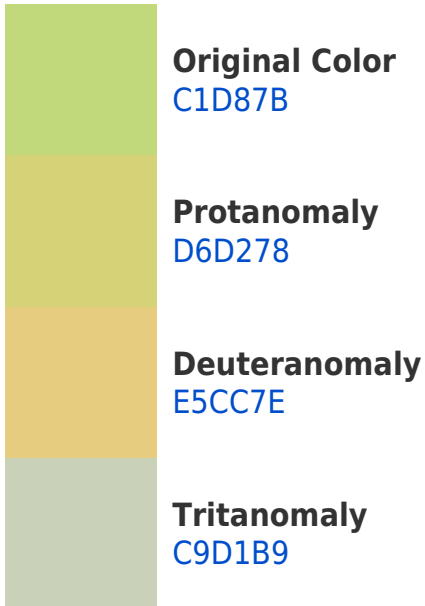 Original Color
C1D87B
Protanomaly
D6D278
Deuteranomaly
E5CC7E
Tritanomaly
C9D1B9